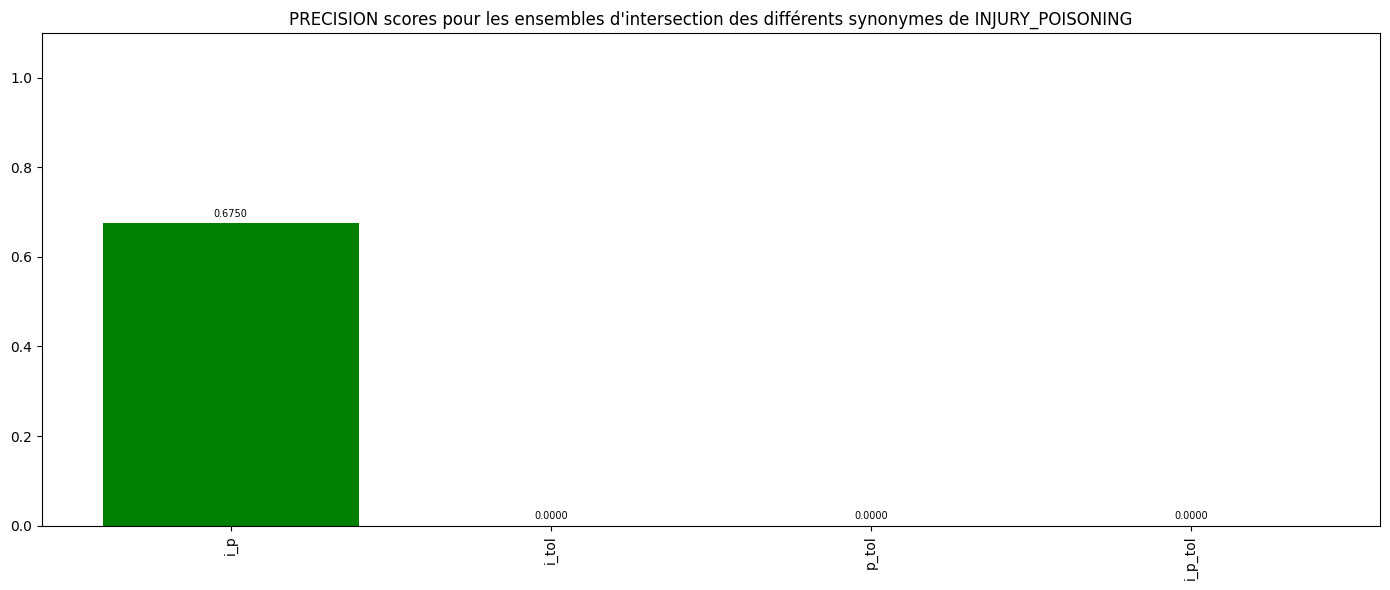 PRECISION scores pour les ensembles d'intersection des différents synonymes de INJURY_POISONING
1.0
0.8
0.6
0.4
0.2
0.0
0.6750
0.0000
0.0000
0.0000
i_p
i_tol
p_tol
i_p_tol